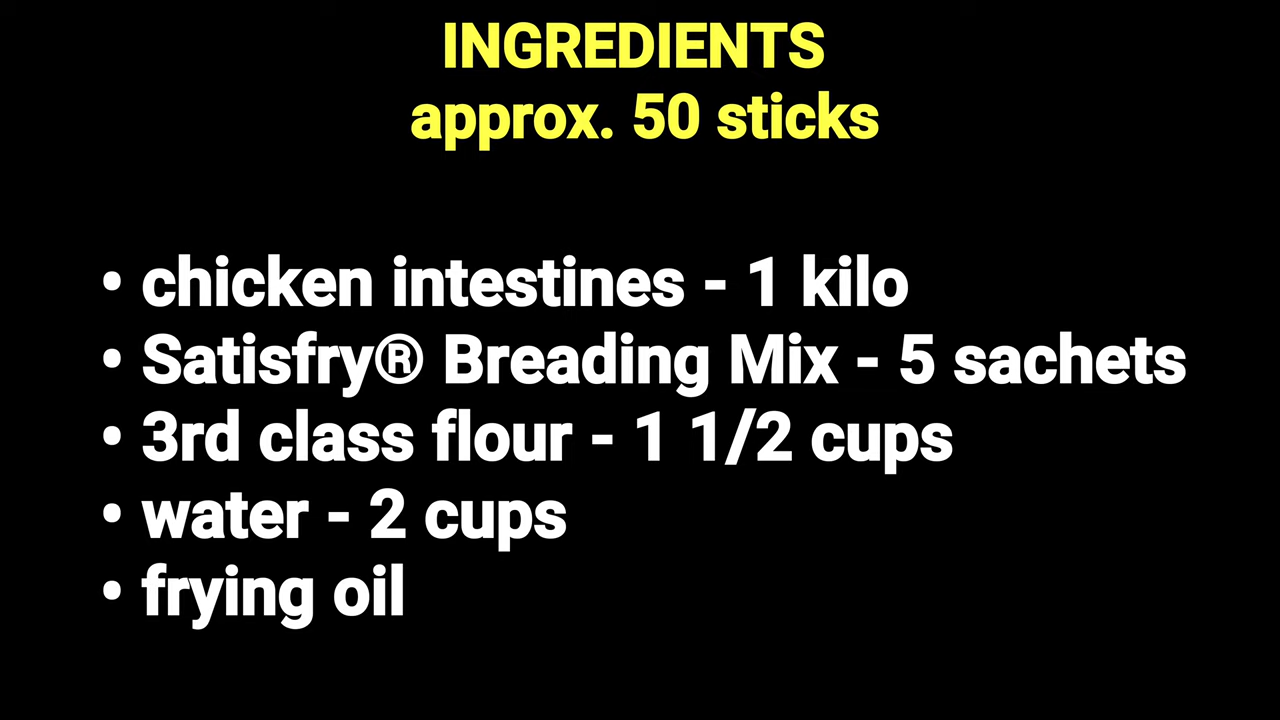 INGREDIENTS
approx. 50 sticks
• chicken intestines - 1 kilo
• Satisfry® Breading Mix - 5 sachets
• 3rd class flour - 1 1/2 cups
• water - 2 cups
• frying oil